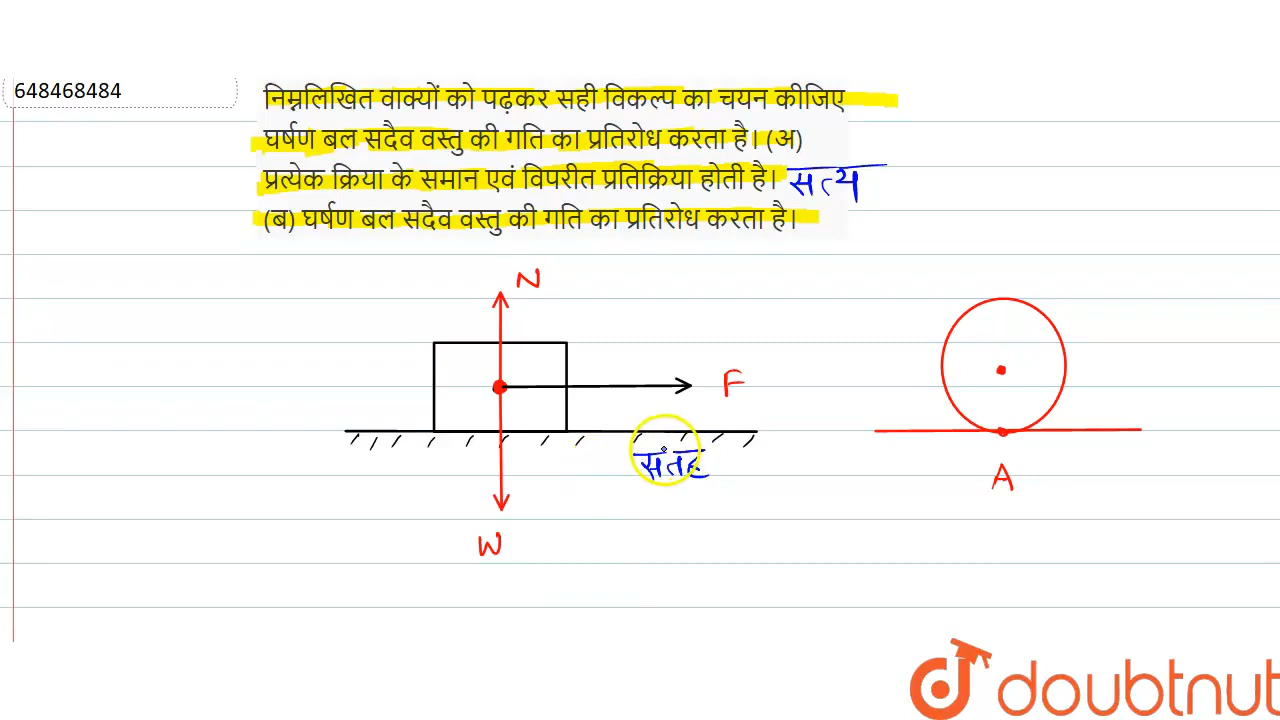 648468484
निम्नलिखित वाक्यों को पढ़कर सही विकल्प का चयन कीजिए
घर्षण बल सदैव वस्तु की गति का प्रतिरोध करता है। (अ)
प्रत्येक क्रिया के समान एवं विपरीत प्रतिक्रिया होती है। सत्य
(ब) घर्षण बल सदैव वस्तु की गति का प्रतिरोध करता है।
N
F
संतह
A
W
doubtnut